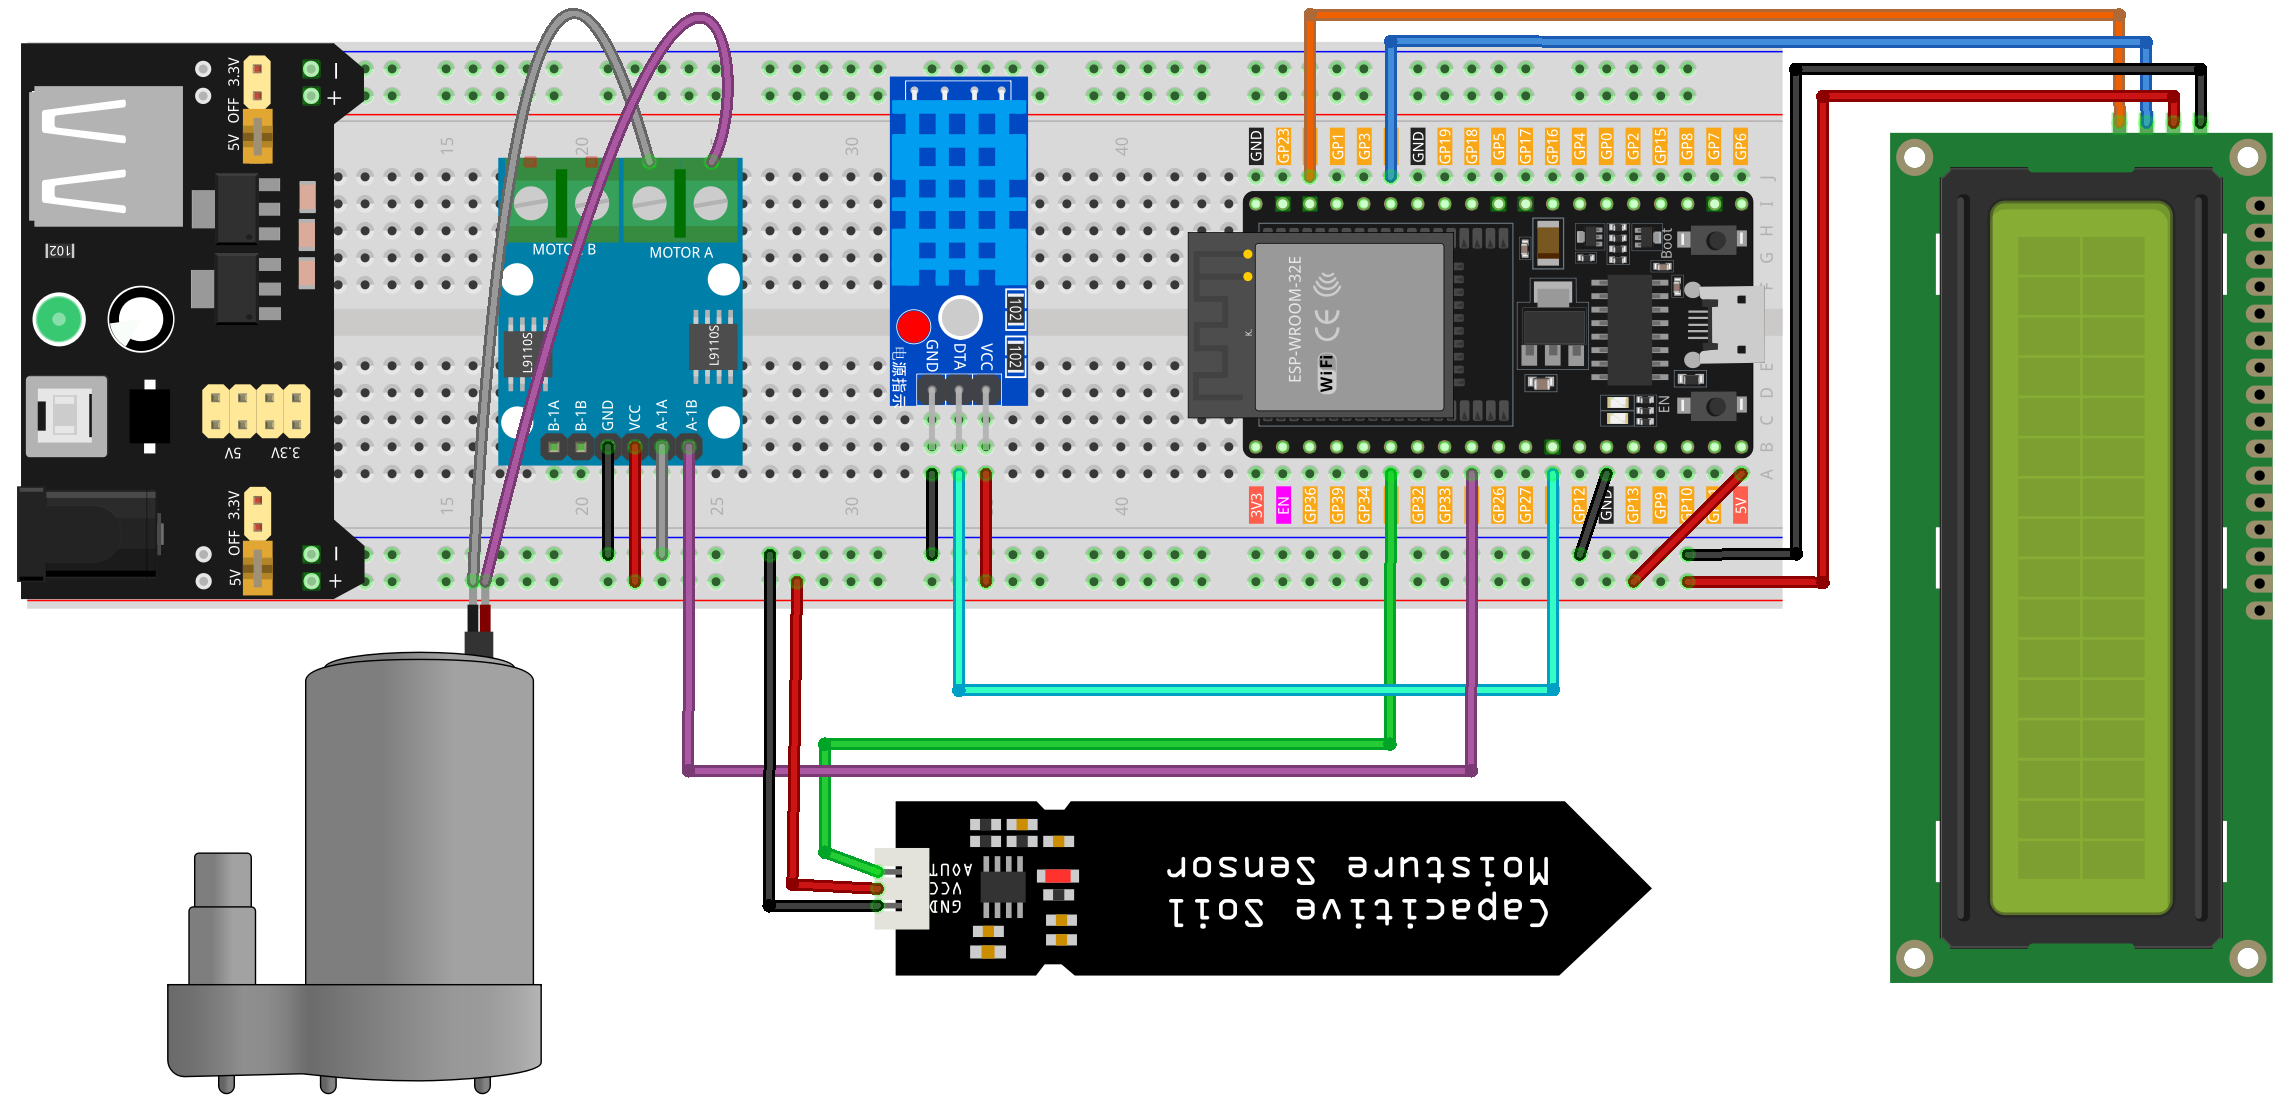 3.3V
OFF
5V
102
5V
3.3V
3.3V
OFF
5V
−
+
−
+
15
20
30
40
15
20
25
30
40
MOTOR B
MOTOR A
L9110S
L9110S
B-1A
B-1B
GND
VCC
A-1A
A-1B
102
102
电源指示
GND
DTA
VCC
GND
GP23
GP1
GP3
GND
GP19
GP18
GP5
GP17
GP16
GP4
GP0
GP2
GP15
GP8
GP7
GP6
J
I
H
G
F
E
D
C
B
A
ESP-WROOM-32E
WiFi
CE
Boot
EN
3V3
EN
GP36
GP39
GP34
GP32
GP33
GP26
GP27
GP12
GND
GP13
GP9
GP10
5V
AOUT
VCC
GND
Capacitive Soil
Moisture Sensor